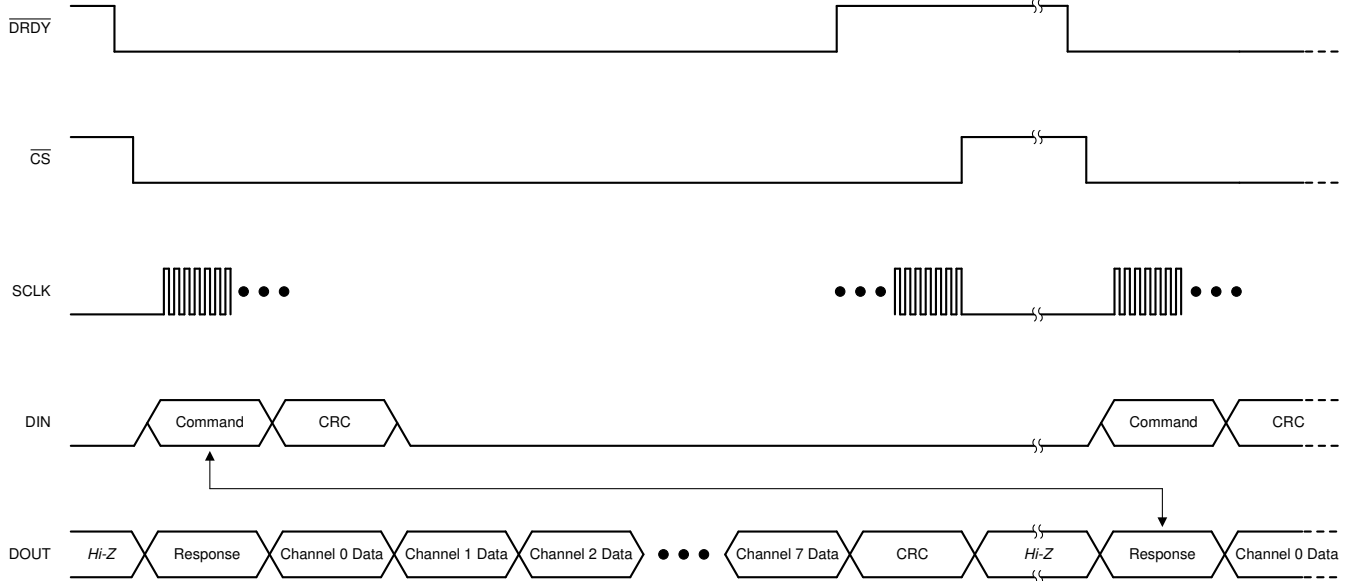 DRDY
CS
SCLK
DIN
Command
CRC
Command
CRC
DOUT
Hi-Z
Response
Channel 0 Data
Channel 1 Data
Channel 2 Data
Channel 7 Data
CRC
Hi-Z
Response
Channel 0 Data